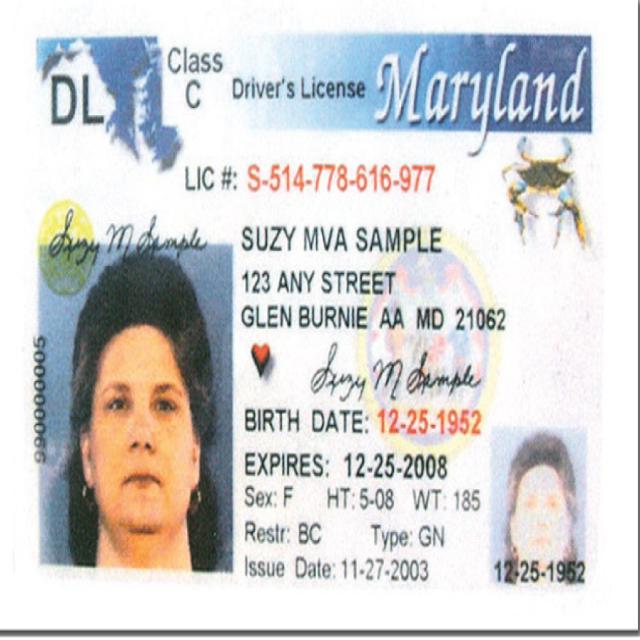 DL
Class
C
Driver's License
Maryland
LIC #: S-514-778-616-977
Suzy M Sample
SUZY MVA SAMPLE
123 ANY STREET
GLEN BURNIE AA MD 21062
Suzy M Sample
BIRTH DATE: 12-25-1952
EXPIRES: 12-25-2008
Sex: F HT: 5-08 WT: 185
Restr: BC Type: GN
Issue Date: 11-27-2003
990000005
12-25-1952